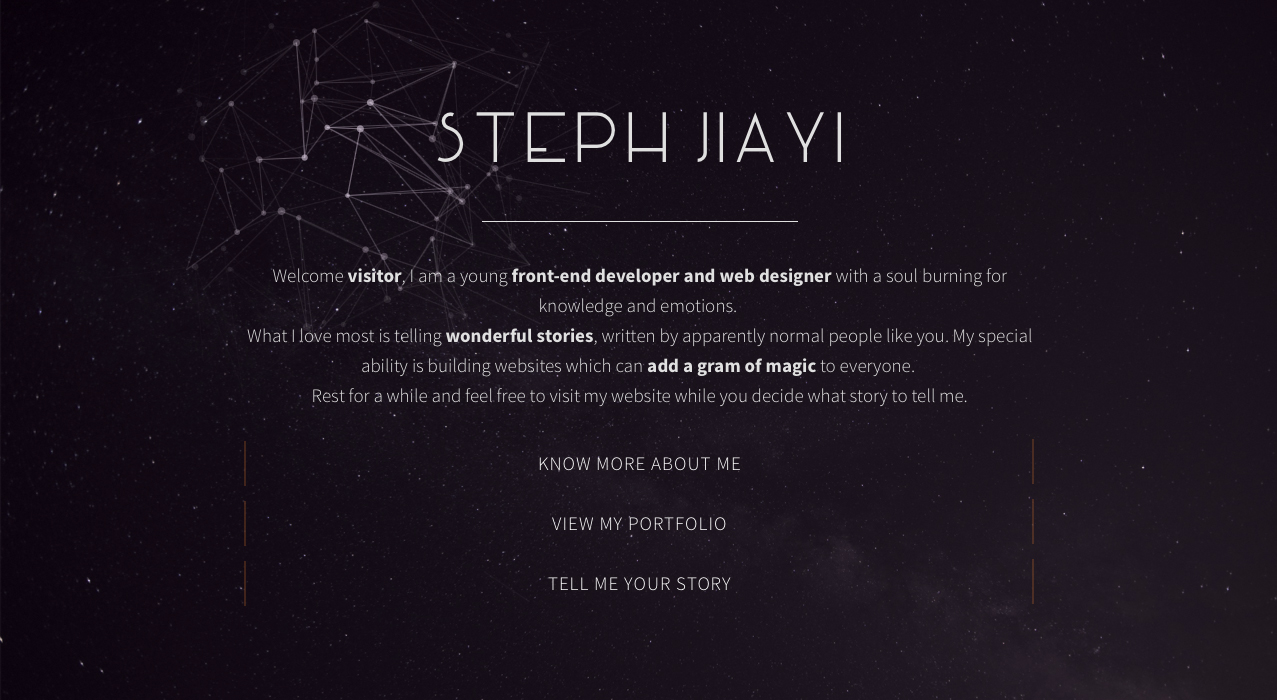 STEPH JIAYI
Welcome visitor, I am a young front-end developer and web designer with a soul burning for
knowledge and emotions.
What I love most is telling wonderful stories, written by apparently normal people like you. My special
ability is building websites which can add a gram of magic to everyone.
Rest for a while and feel free to visit my website while you decide what story to tell me.
KNOW MORE ABOUT ME
VIEW MY PORTFOLIO
TELL ME YOUR STORY